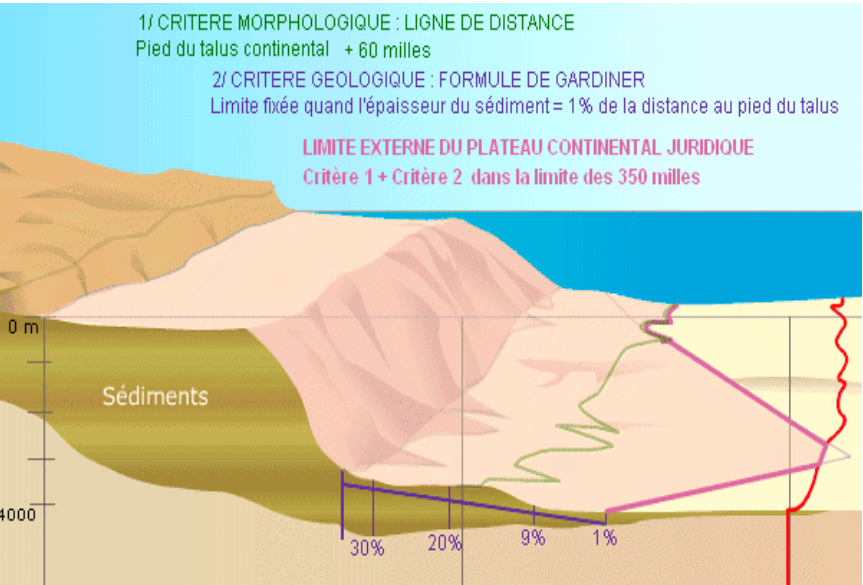 1/ CRITERE MORPHOLOGIQUE : LIGNE DE DISTANCE
Pied du talus continental + 60 milles
2/ CRITERE GEOLOGIQUE : FORMULE DE GARDINER
Limite fixée quand l'épaisseur du sédiment = 1% de la distance au pied du talus
LIMITE EXTERNE DU PLATEAU CONTINENTAL JURIDIQUE
Critère 1 + Critère 2 dans la limite des 350 milles
0 m
Sédiments
4000
30%
20%
9%
1%